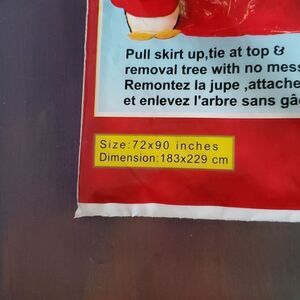 Pull skirt up,tie at top &
removal tree with no mess
Remontez la jupe ,attache
et enlevez l'arbre sans gâ
Size:72x90 inches
Dimension:183x229 cm